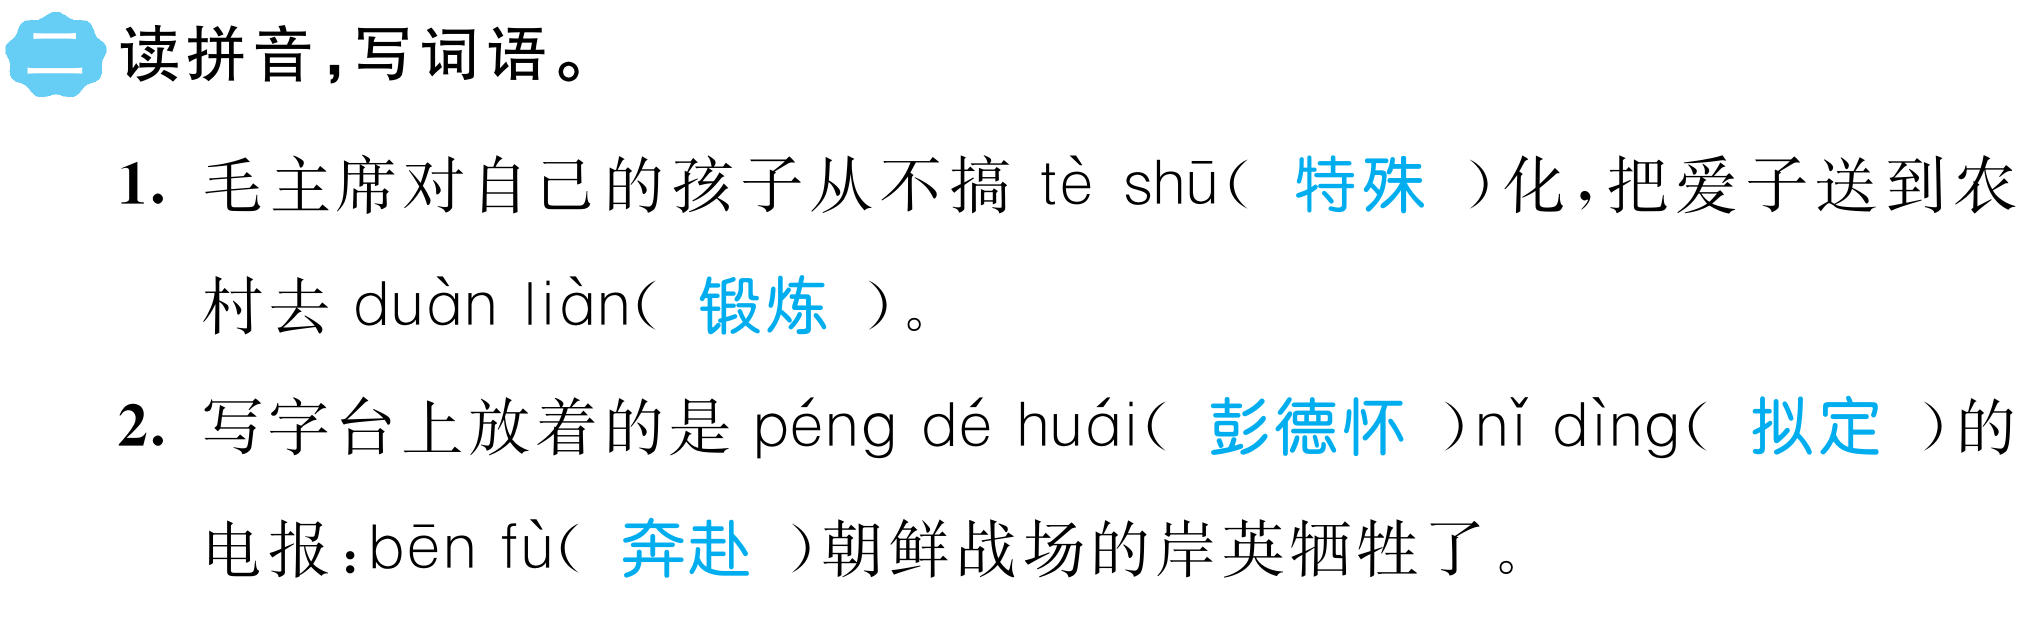 二 读拼音,写词语。
1. 毛主席对自己的孩子从不搞 tè shū( 特殊 )化,把爱子送到农
村去 duàn liàn( 锻炼 )。
2. 写字台上放着的是 péng dé huái( 彭德怀 )nǐ dìng( 拟定 )的
电报:bēn fù( 奔赴 )朝鲜战场的岸英牺牲了。